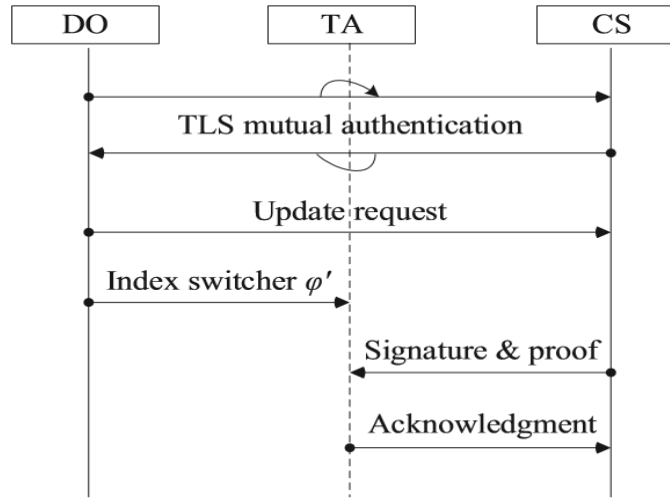 DO TA CS
TLS mutual authentication
Update request
Index switcher φ′
Signature & proof
Acknowledgment